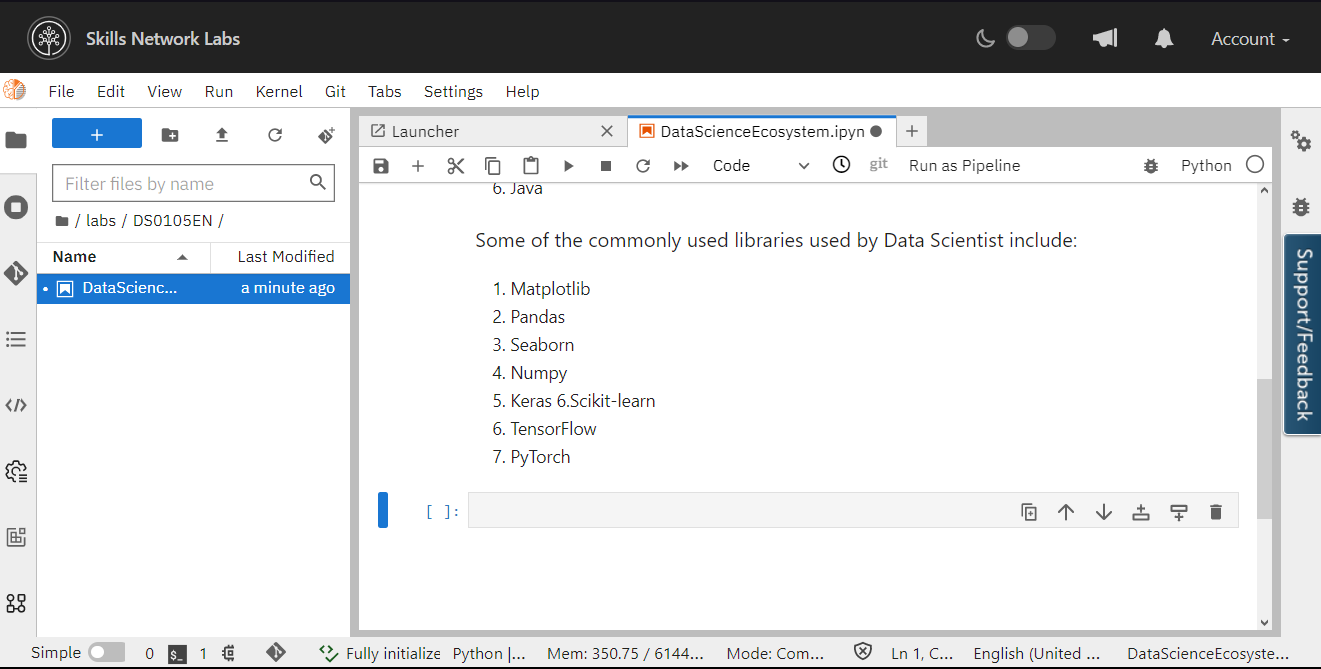 Skills Network Labs
Account
File Edit View Run Kernel Git Tabs Settings Help
+
Filter files by name
/ labs / DS0105EN /
Name Last Modified
DataScienc... a minute ago
Launcher
DataScienceEcosystem.ipyn
Code
git
Run as Pipeline
Python
6. Java
Some of the commonly used libraries used by Data Scientist include:
1. Matplotlib
2. Pandas
3. Seaborn
4. Numpy
5. Keras 6.Scikit-learn
6. TensorFlow
7. PyTorch
[ ]:
Support/Feedback
Simple 0 $_ 1 Fully initialize Python |... Mem: 350.75 / 6144... Mode: Com... Ln 1, C... English (United ... DataScienceEcosyste...